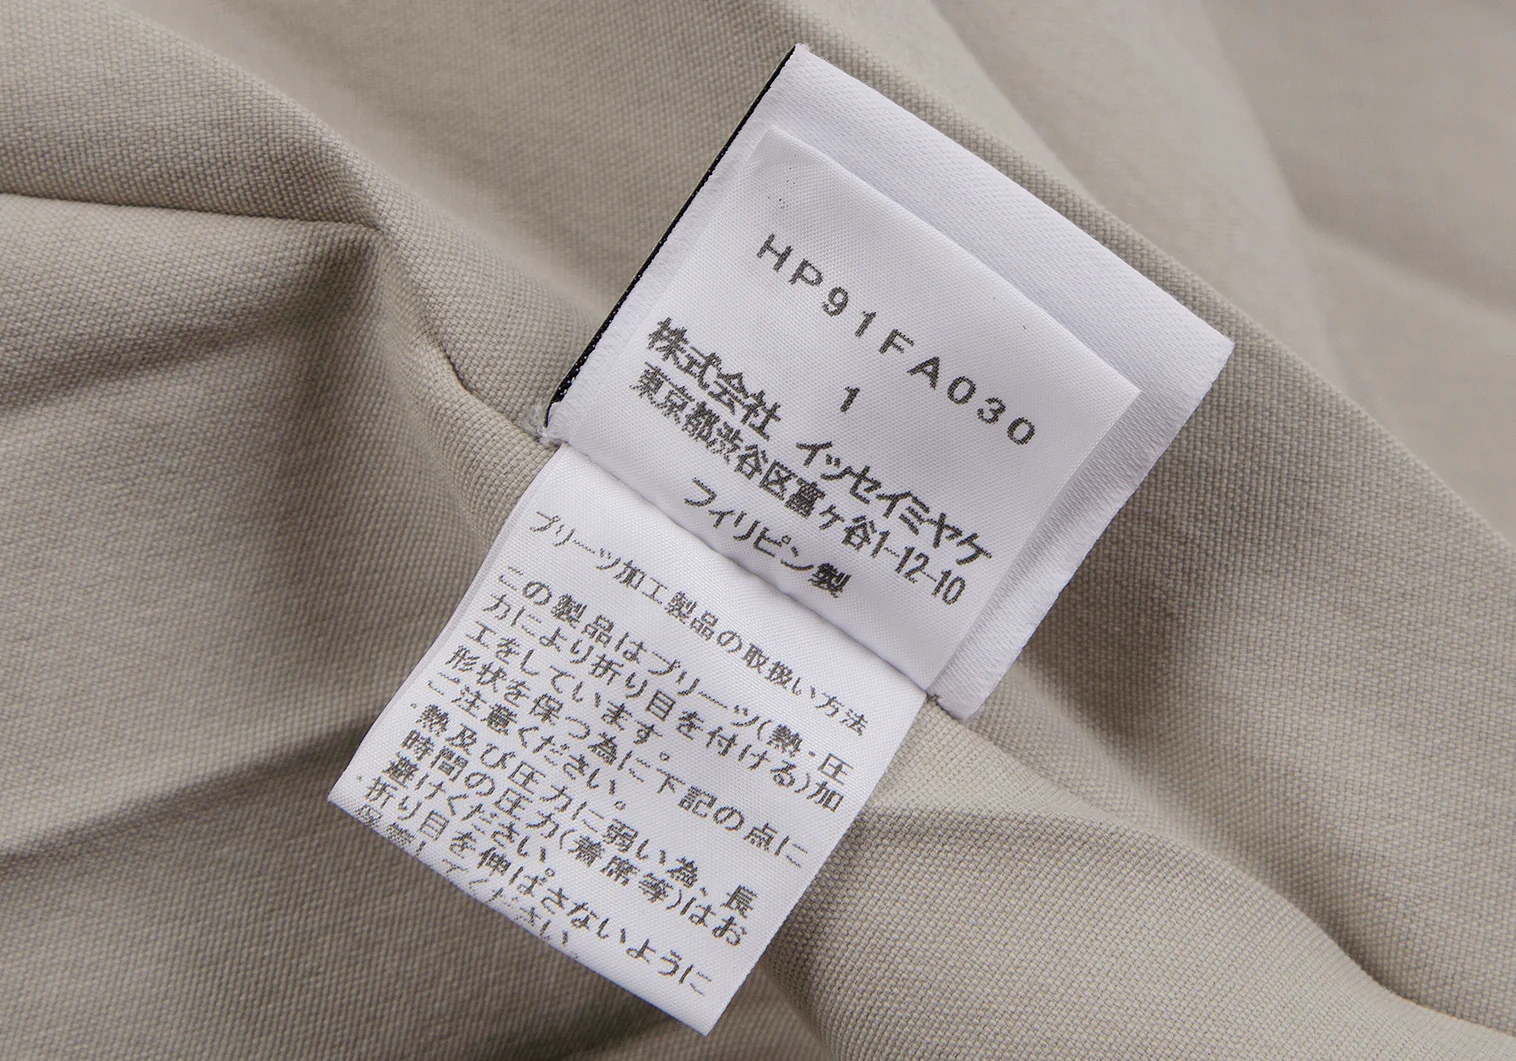 HP91FA030
1
株式会社 イッセイミヤケ
東京都渋谷区富ヶ谷1-12-10
フィリピン製
プリーツ加工製品の取扱い方法
この製品はプリーツ(熱・圧
力により折り目を付ける)加
工をしています。
形状を保つ為に下記の点に
ご注意ください。
・熱及び圧力に弱い為、長
時間の圧力(着席等)はお
避けください。
・折り目を伸ばさないように
してください。